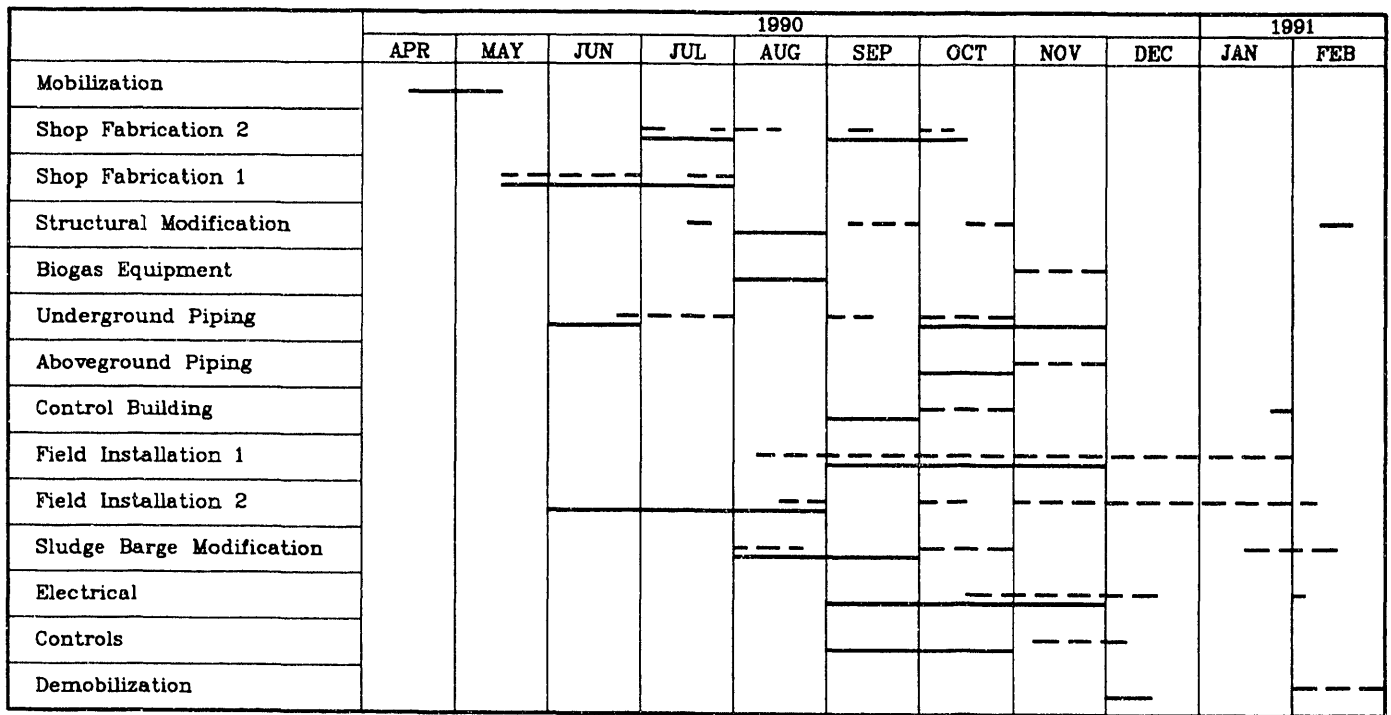 1990 1991
APR MAY JUN JUL AUG SEP OCT NOV DEC JAN FEB
Mobilization
Shop Fabrication 2
Shop Fabrication 1
Structural Modification
Biogas Equipment
Underground Piping
Aboveground Piping
Control Building
Field Installation 1
Field Installation 2
Sludge Barge Modification
Electrical
Controls
Demobilization